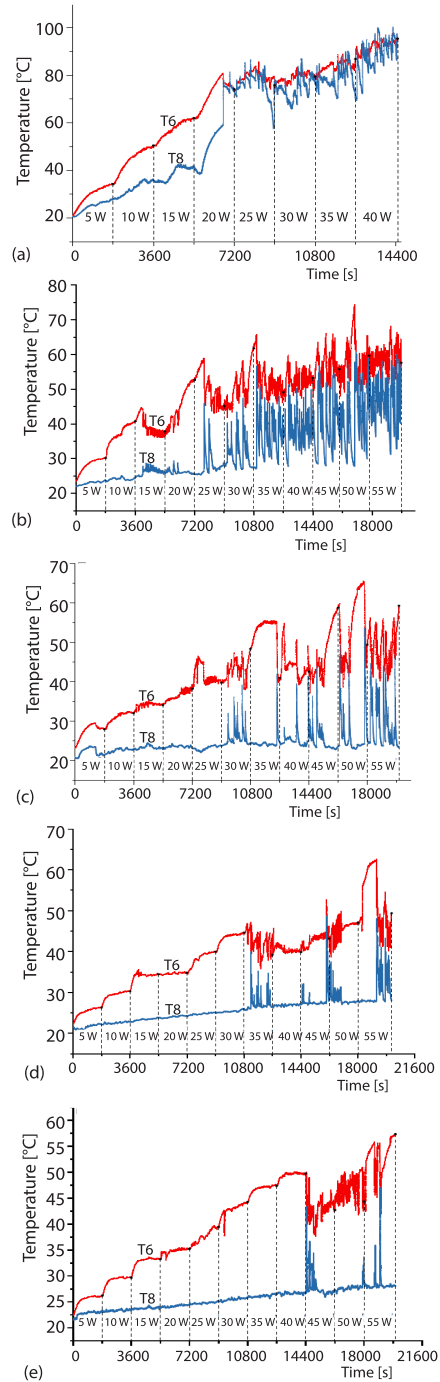 Temperature [°C]
100
80
60
40
20
T6
T8
5 W 10 W 15 W 20 W 25 W 30 W 35 W 40 W
0 3600 7200 10800 14400
(a)
Time [s]
Temperature [°C]
80
70
60
50
40
30
20
T6
T8
5 W 10 W 15 W 20 W 25 W 30 W 35 W 40 W 45 W 50 W 55 W
0 3600 7200 10800 14400 18000
(b)
Time [s]
Temperature [°C]
70
60
50
40
30
20
T6
T8
5 W 10 W 15 W 20 W 25 W 30 W 35 W 40 W 45 W 50 W 55 W
0 3600 7200 10800 14400 18000
(c)
Time [s]
Temperature [°C]
70
60
50
40
30
20
T6
T8
5 W 10 W 15 W 20 W 25 W 30 W 35 W 40 W 45 W 50 W 55 W
0 3600 7200 10800 14400 18000 21600
(d)
Time [s]
Temperature [°C]
60
55
50
45
40
35
30
25
20
T6
T8
5 W 10 W 15 W 20 W 25 W 30 W 35 W 40 W 45 W 50 W 55 W
0 3600 7200 10800 14400 18000 21600
(e)
Time [s]